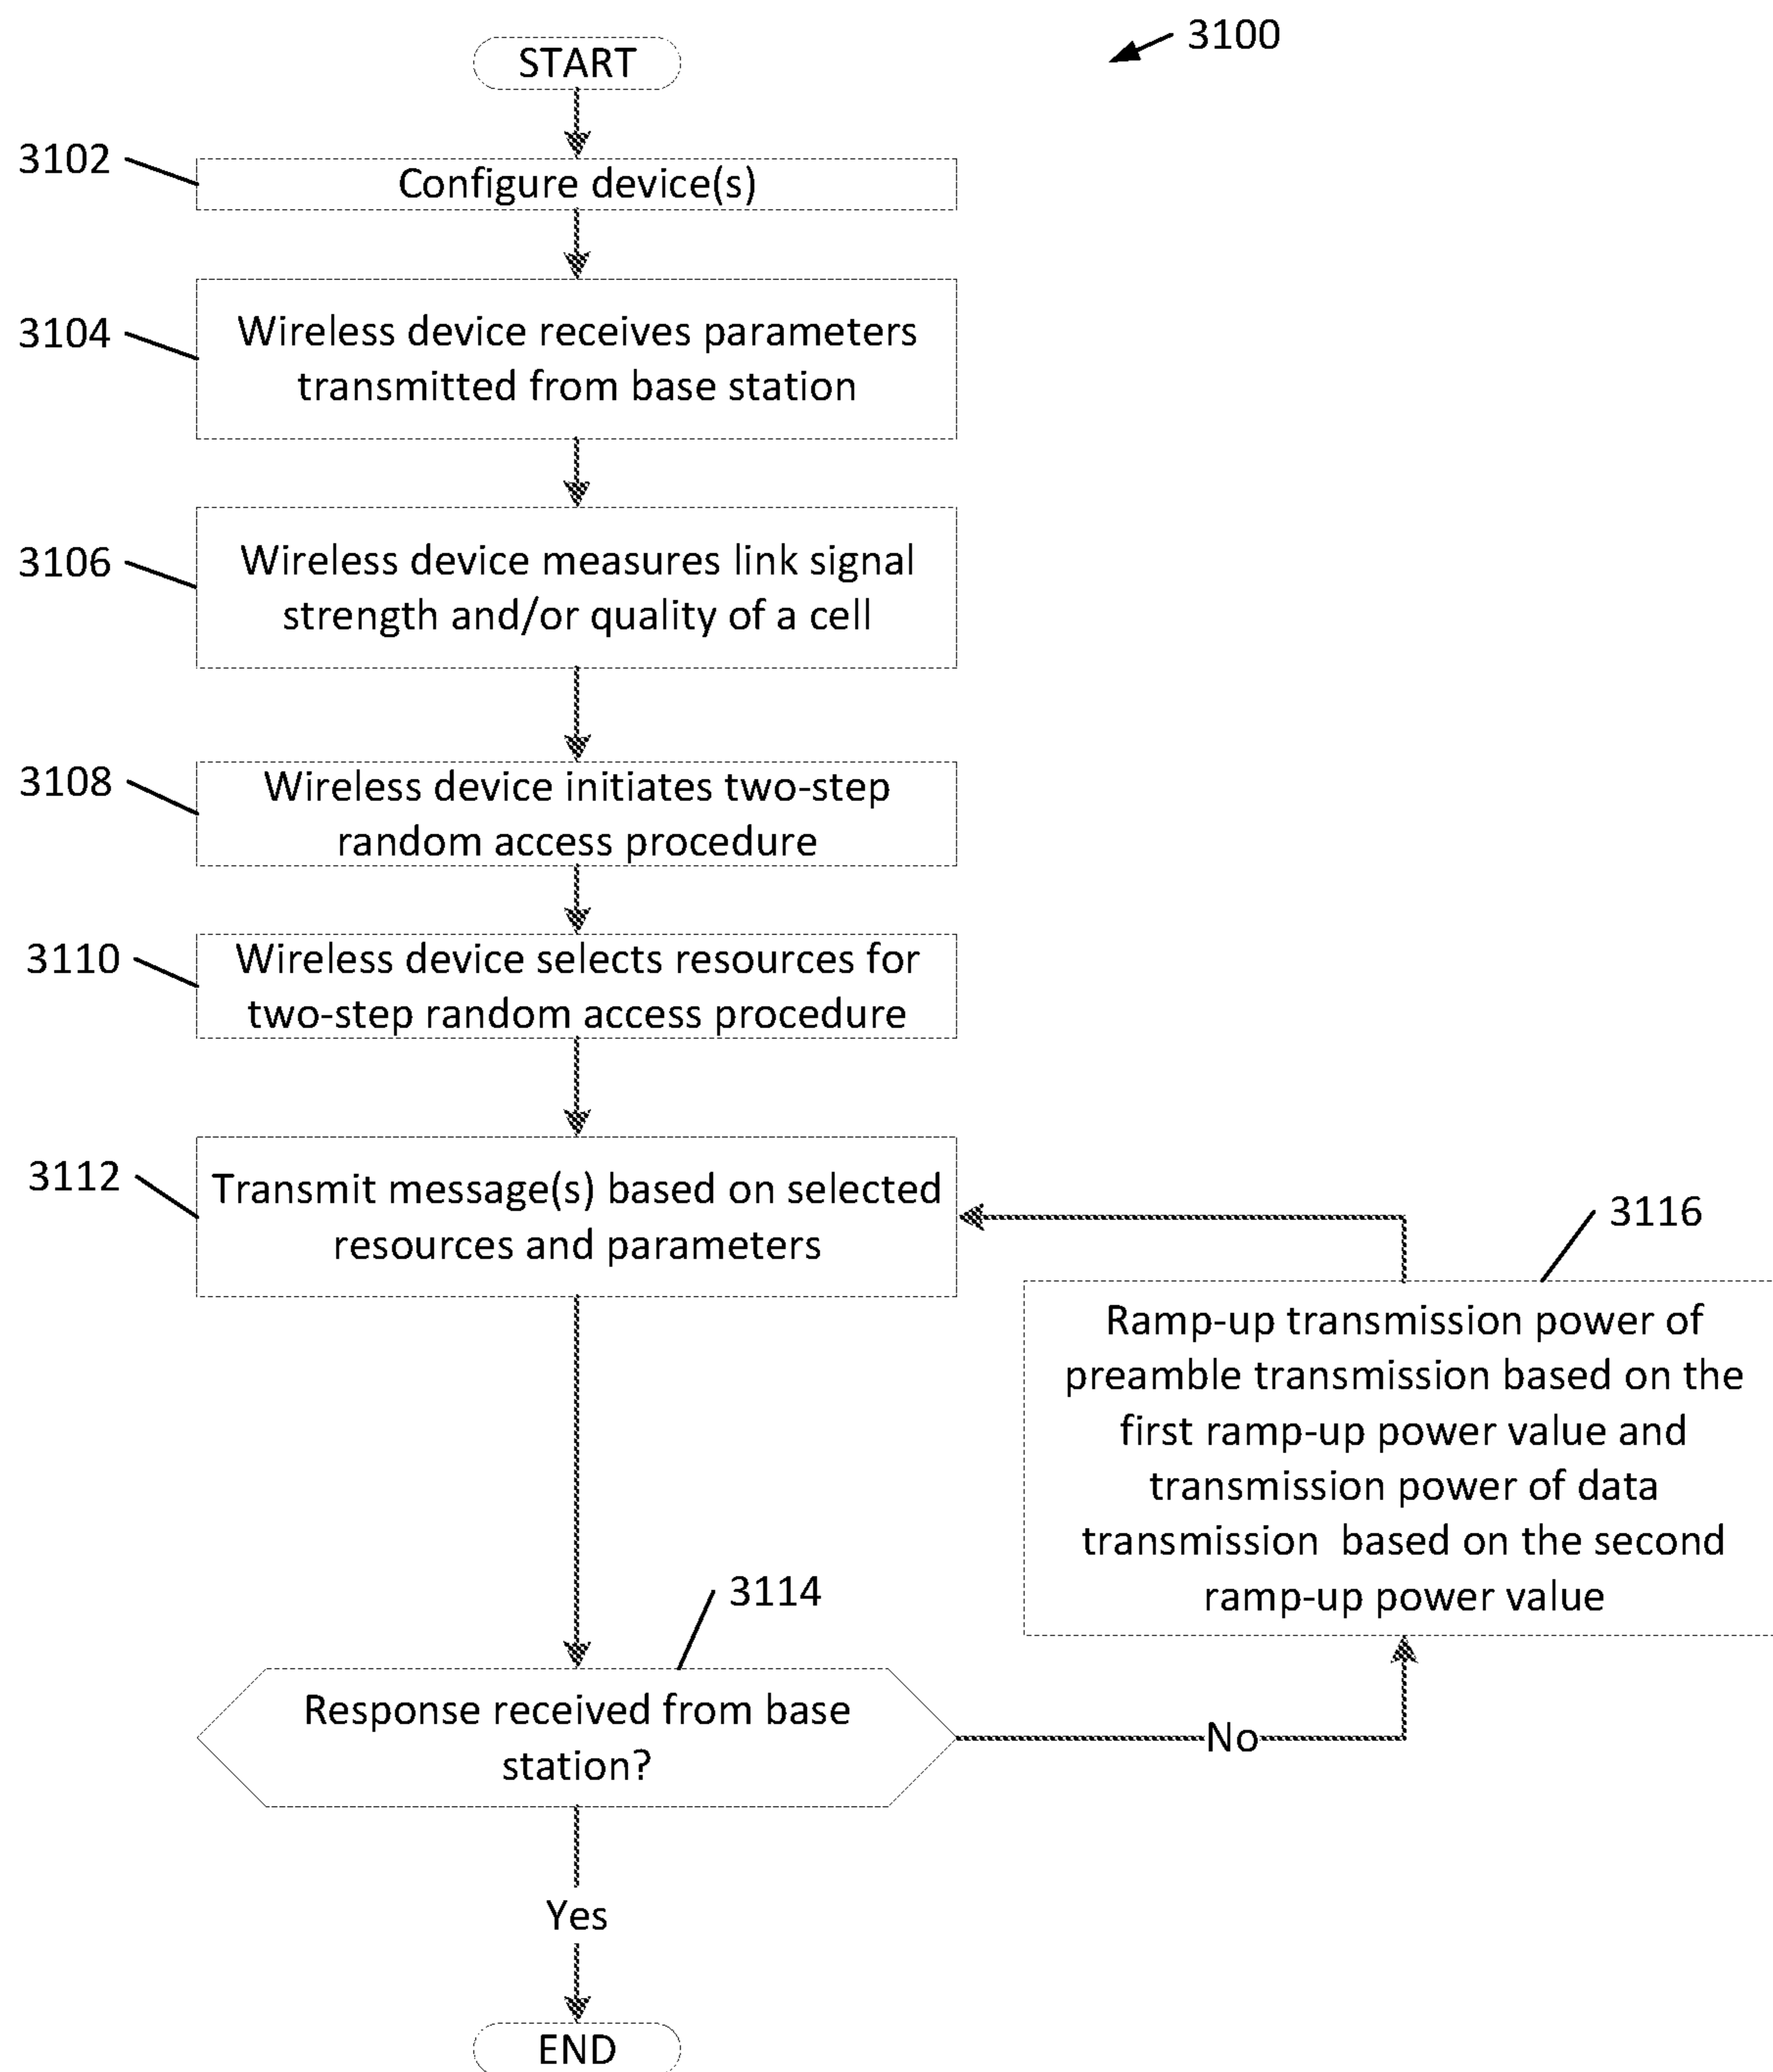 3100
START
3102
Configure device(s)
3104
Wireless device receives parameters
transmitted from base station
3106
Wireless device measures link signal
strength and/or quality of a cell
3108
Wireless device initiates two-step
random access procedure
3110
Wireless device selects resources for
two-step random access procedure
3112
Transmit message(s) based on selected
resources and parameters
3116
Ramp-up transmission power of
preamble transmission based on the
first ramp-up power value and
transmission power of data
transmission  based on the second
ramp-up power value
3114
Response received from base
station?
No
Yes
END